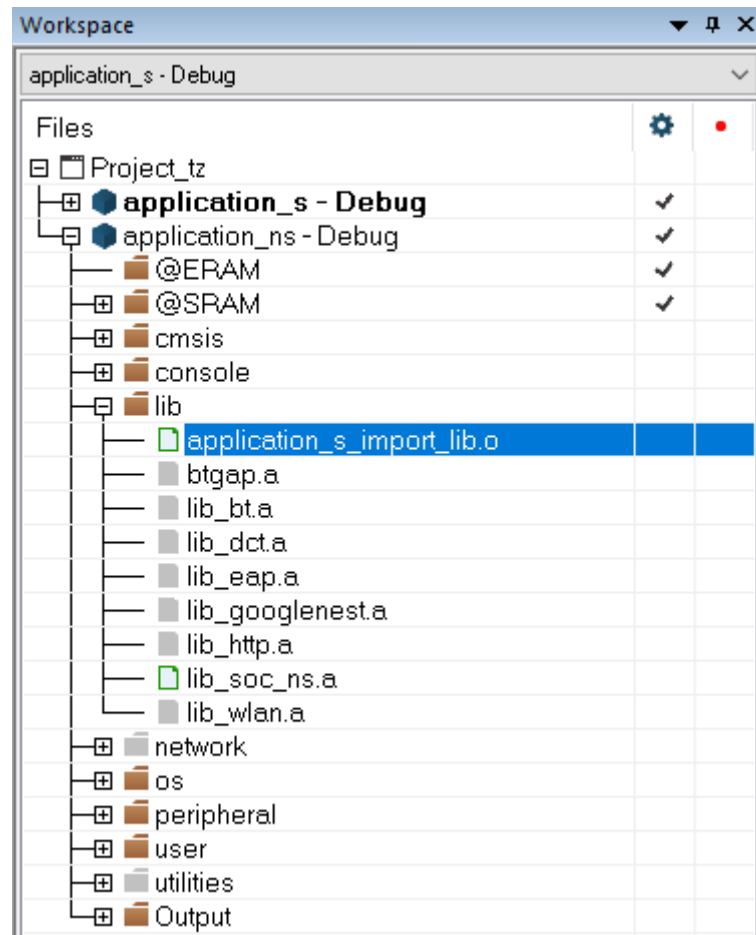 Workspace
application_s - Debug
Files
Project_tz
application_s - Debug
application_ns - Debug
@ERAM
@SRAM
cmsis
console
lib
application_s_import_lib.o
btgap.a
lib_bt.a
lib_dct.a
lib_eap.a
lib_googlenest.a
lib_http.a
lib_soc_ns.a
lib_wlan.a
network
os
peripheral
user
utilities
Output